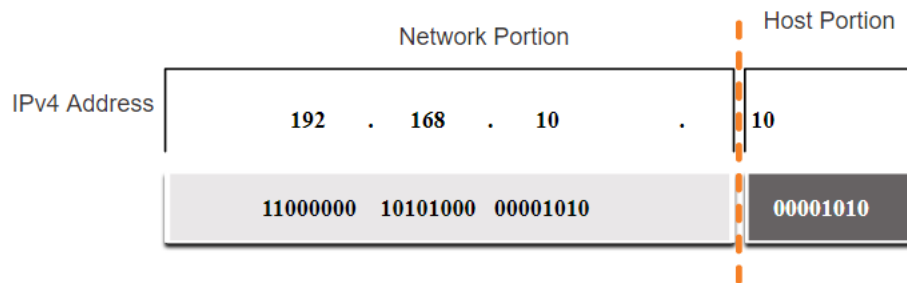 Network Portion
Host Portion
IPv4 Address
192 . 168 . 10 . 10
11000000 10101000 00001010 00001010